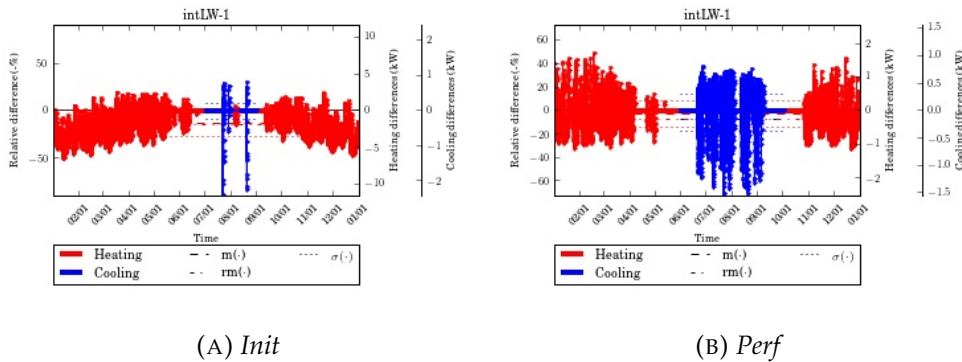 intLW-1
Relative difference (-%)
50
0
−50
10
5
0
−5
−10
Heating differences (kW)
2
1
0
−1
−2
Cooling differences (kW)
02/01 03/01 04/01 05/01 06/01 07/01 08/01 09/01 10/01 11/01 12/01 01/01
Time
Heating m(·) σ(·)
Cooling rm(·)
(A) Init
intLW-1
Relative difference (-%)
60
40
20
0
−20
−40
−60
2
1
0
−1
−2
Heating differences (kW)
1.5
1.0
0.5
0.0
−0.5
−1.0
−1.5
Cooling differences (kW)
02/01 03/01 04/01 05/01 06/01 07/01 08/01 09/01 10/01 11/01 12/01 01/01
Time
Heating m(·) σ(·)
Cooling rm(·)
(B) Perf